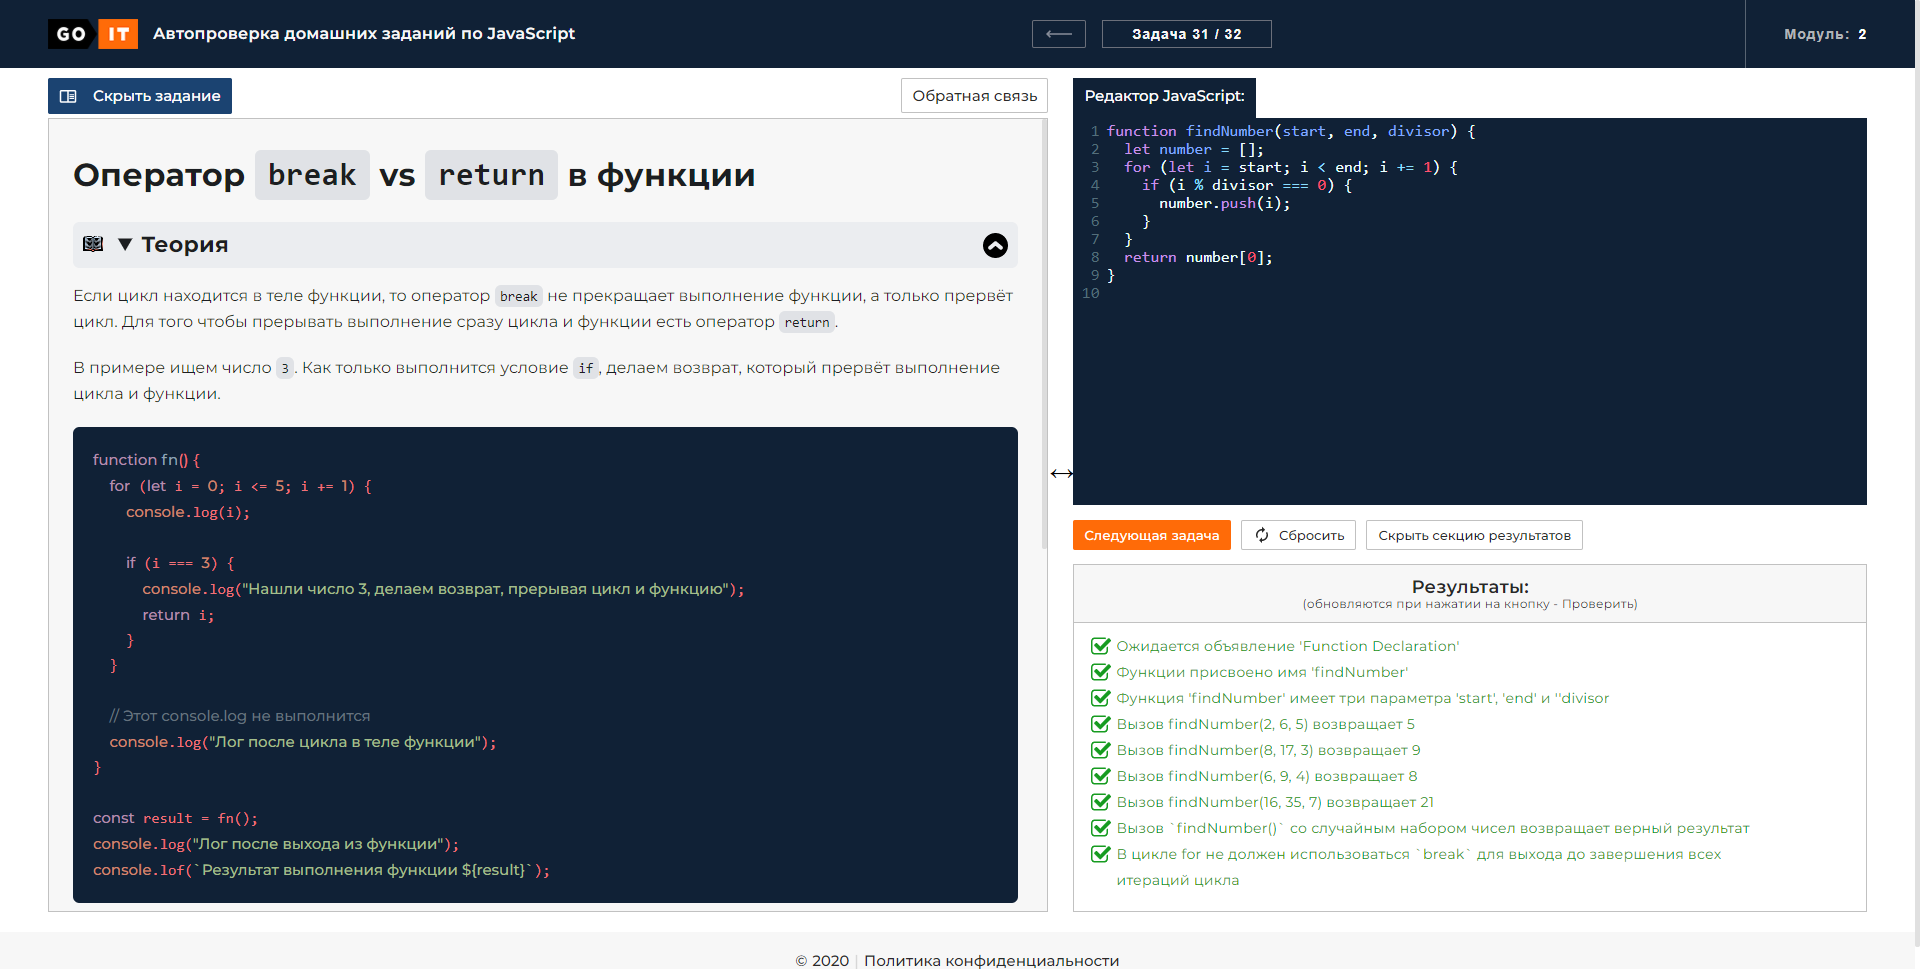 GO IT Автопроверка домашних заданий по JavaScript
Задача 31 / 32
Модуль: 2
Скрыть задание
Обратная связь
Оператор break vs return в функции
Теория
Если цикл находится в теле функции, то оператор break не прекращает выполнение функции, а только прервёт
цикл. Для того чтобы прерывать выполнение сразу цикла и функции есть оператор return.
В примере ищем число 3. Как только выполнится условие if, делаем возврат, который прервёт выполнение
цикла и функции.
function fn() {
for (let i = 0; i <= 5; i += 1) {
console.log(i);
if (i === 3) {
console.log("Нашли число 3, делаем возврат, прерывая цикл и функцию");
return i;
}
}
// Этот console.log не выполнится
console.log("Лог после цикла в теле функции");
}
const result = fn();
console.log("Лог после выхода из функции");
console.lof(`Результат выполнения функции ${result}`);
Редактор JavaScript:
1 function findNumber(start, end, divisor) {
2 let number = [];
3 for (let i = start; i < end; i += 1) {
4 if (i % divisor === 0) {
5 number.push(i);
6 }
7 }
8 return number[0];
9 }
10
Следующая задача
Сбросить
Скрыть секцию результатов
Результаты:
(обновляются при нажатии на кнопку - Проверить)
Ожидается объявление 'Function Declaration'
Функции присвоено имя 'findNumber'
Функция 'findNumber' имеет три параметра 'start', 'end' и ''divisor
Вызов findNumber(2, 6, 5) возвращает 5
Вызов findNumber(8, 17, 3) возвращает 9
Вызов findNumber(6, 9, 4) возвращает 8
Вызов findNumber(16, 35, 7) возвращает 21
Вызов `findNumber()` со случайным набором чисел возвращает верный результат
В цикле for не должен использоваться `break` для выхода до завершения всех
итераций цикла
© 2020 | Политика конфиденциальности